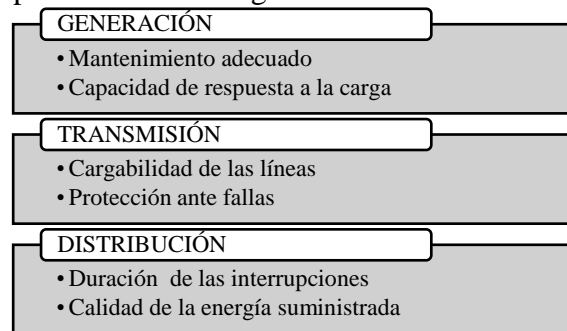 GENERACIÓN
• Mantenimiento adecuado
• Capacidad de respuesta a la carga
TRANSMISIÓN
• Cargabilidad de las líneas
• Protección ante fallas
DISTRIBUCIÓN
• Duración de las interrupciones
• Calidad de la energía suministrada